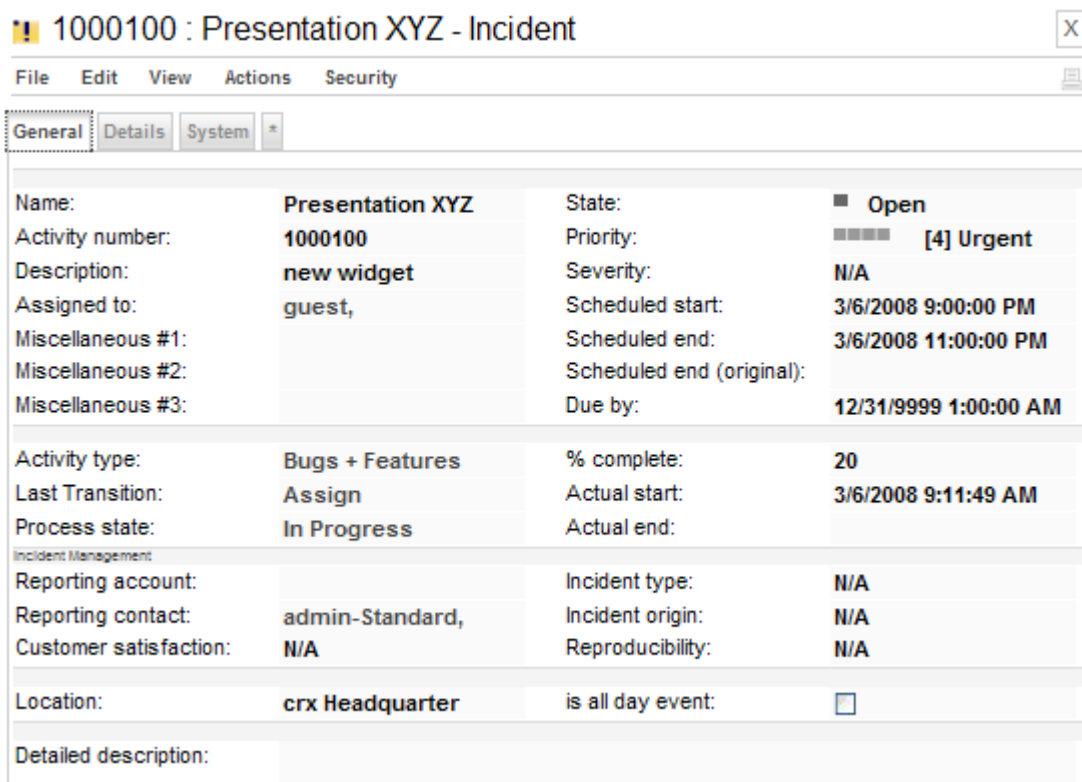 1000100 : Presentation XYZ - Incident X
File Edit View Actions Security
General Details System *
Name: Presentation XYZ State: Open
Activity number: 1000100 Priority: [4] Urgent
Description: new widget Severity: N/A
Assigned to: guest, Scheduled start: 3/6/2008 9:00:00 PM
Miscellaneous #1: Scheduled end: 3/6/2008 11:00:00 PM
Miscellaneous #2: Scheduled end (original):
Miscellaneous #3: Due by: 12/31/9999 1:00:00 AM
Activity type: Bugs + Features % complete: 20
Last Transition: Assign Actual start: 3/6/2008 9:11:49 AM
Process state: In Progress Actual end:
Incident Management
Reporting account: Incident type: N/A
Reporting contact: admin-Standard, Incident origin: N/A
Customer satisfaction: N/A Reproducibility: N/A
Location: crx Headquarter is all day event:
Detailed description: